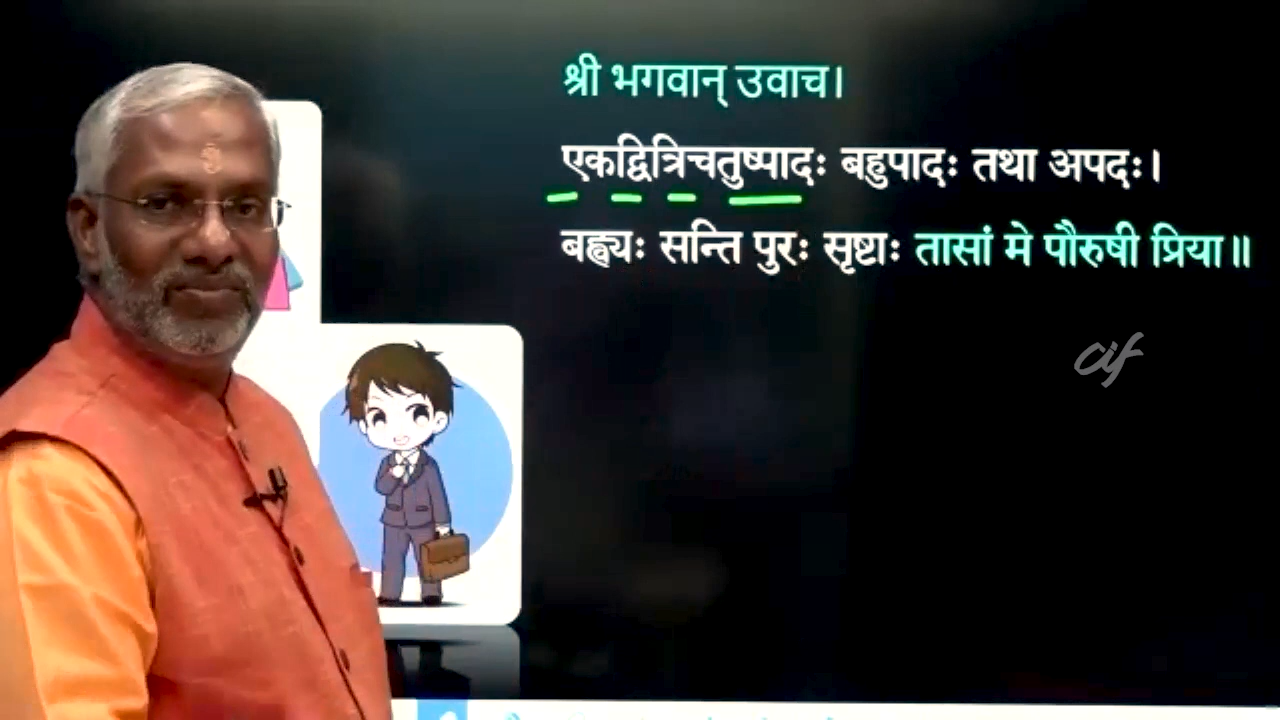 श्री भगवान् उवाच।
एकद्वित्रिचतुष्पादः बहुपादः तथा अपदः।
बह्व्यः सन्ति पुरः सृष्टाः तासां मे पौरुषी प्रिया॥
cif